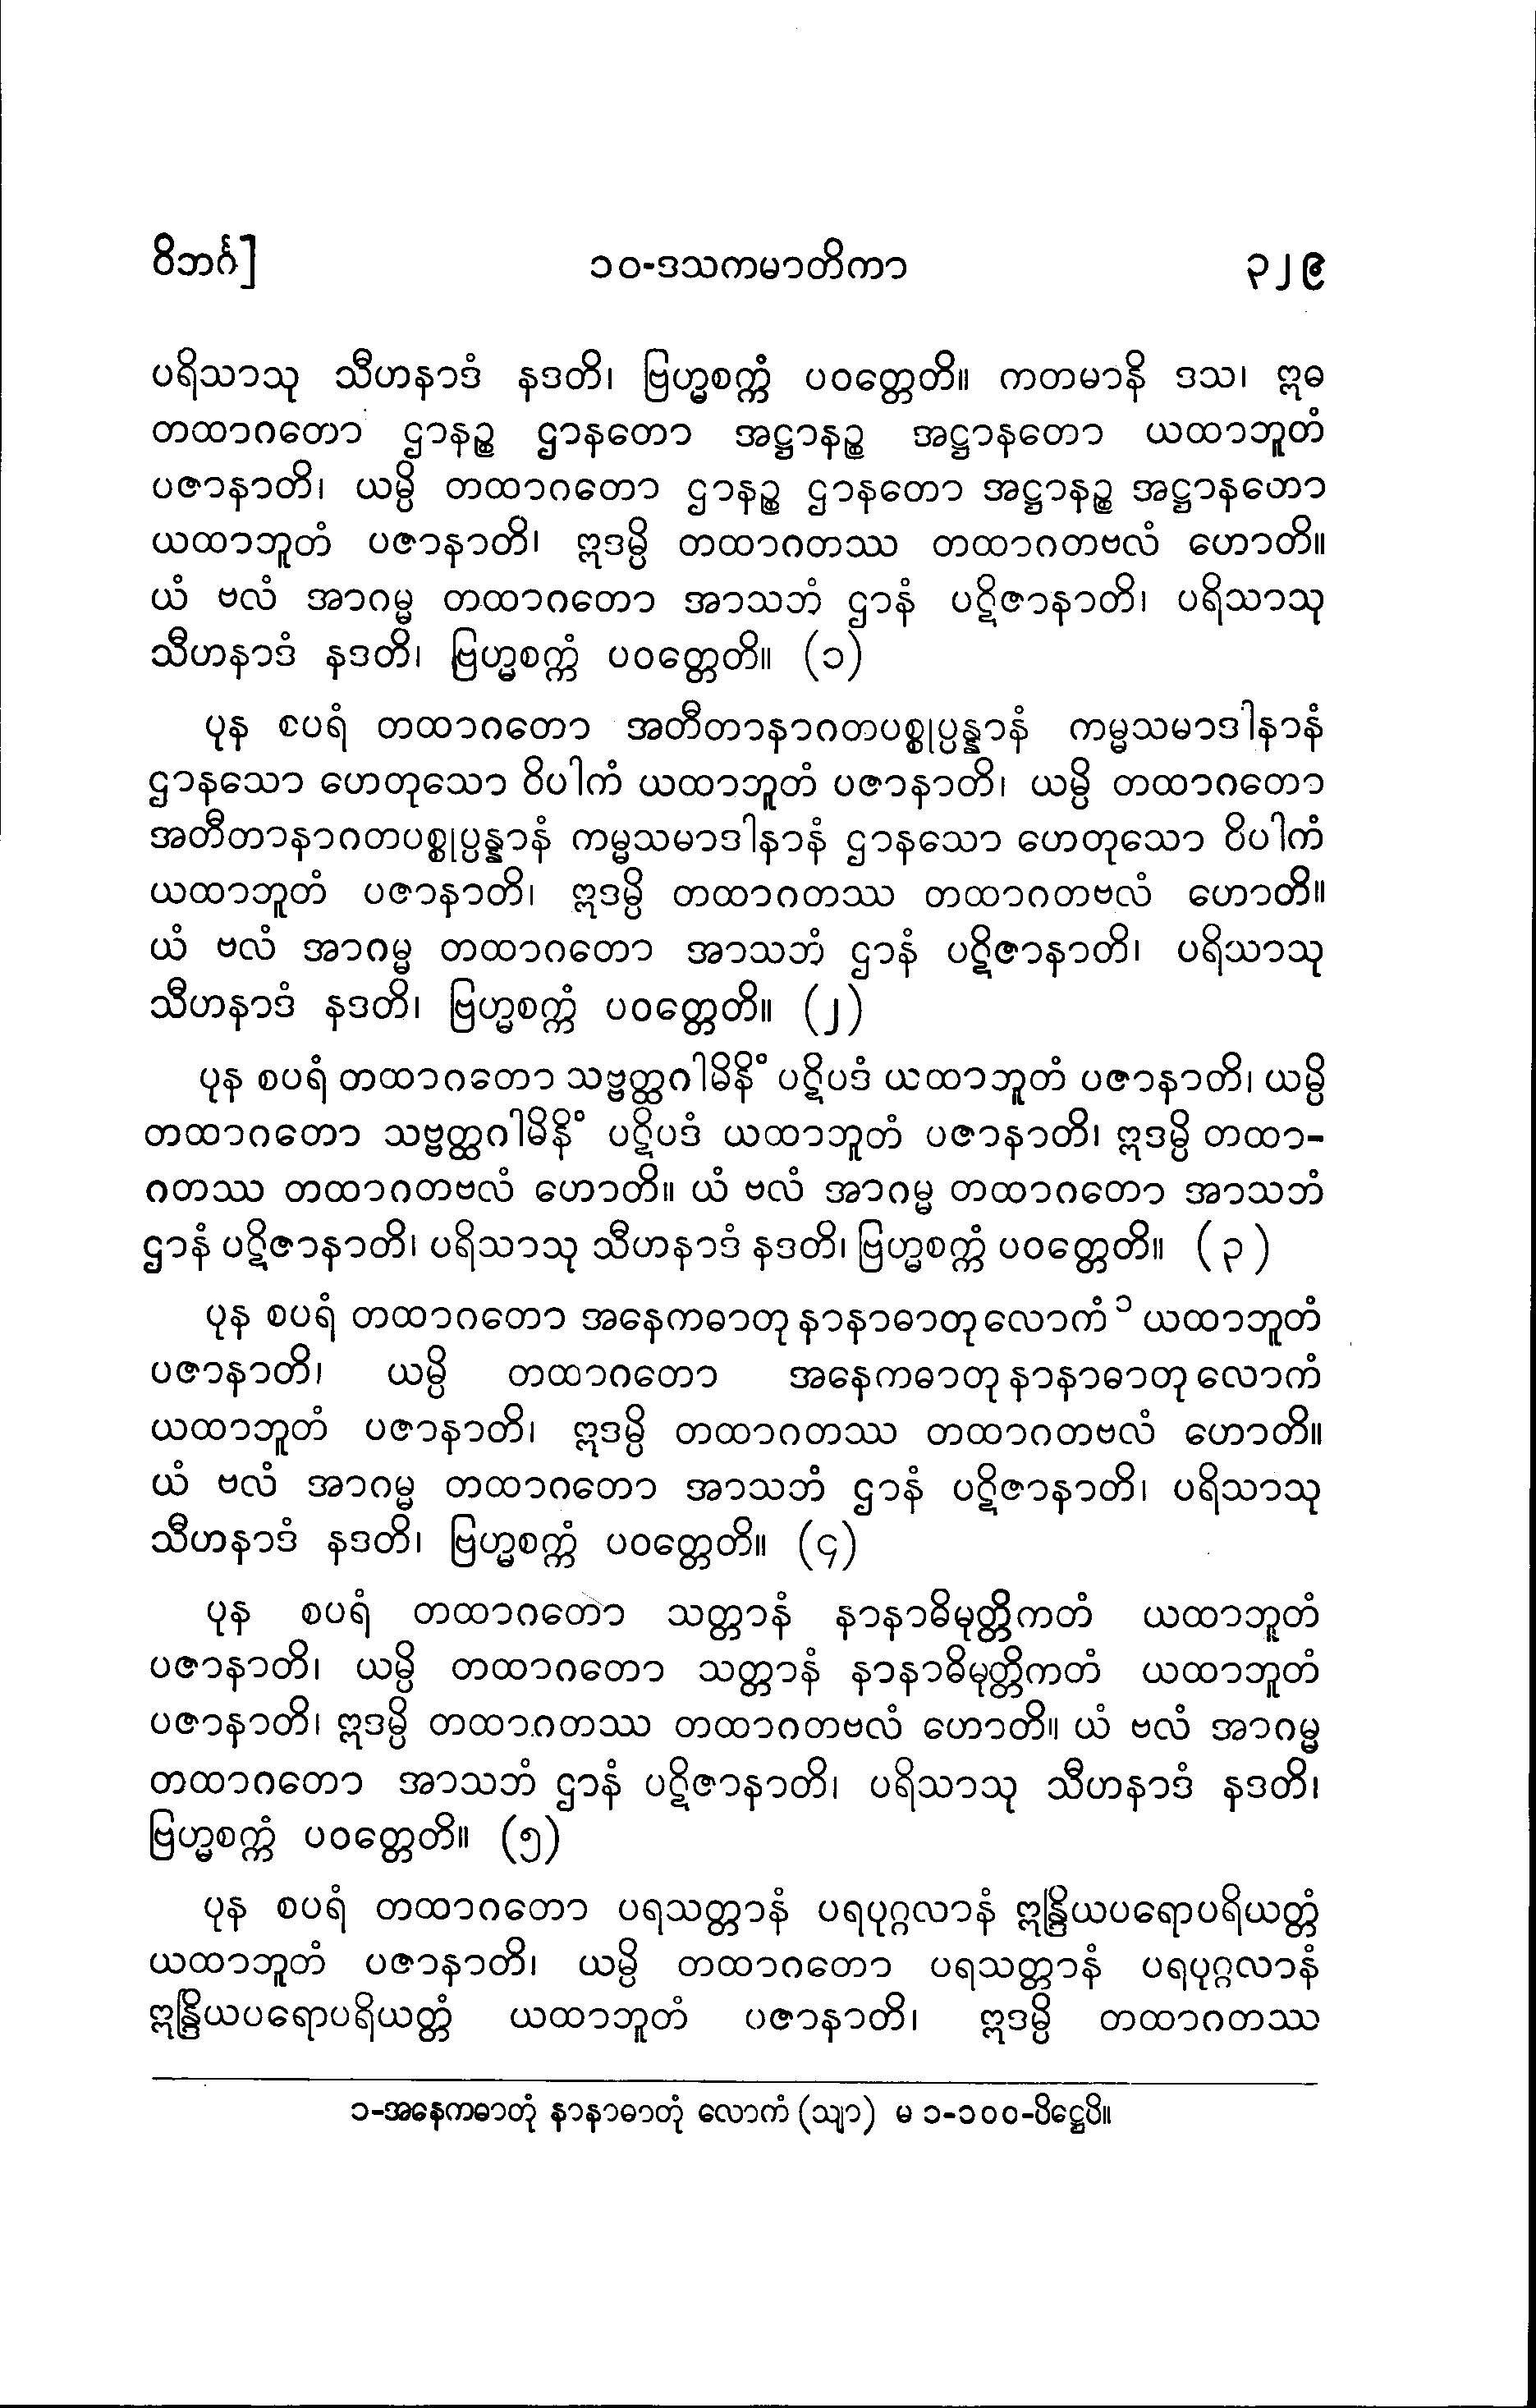 ဝိဘင်္ဂ]
၁၀-ဒသကမာတိကာ
၃၂၉
ပရိသာသု သီဟနာဒံ နဒတိ၊ ဗြဟ္မစက္ကံ ပဝတ္တေတိ။ ကတမာနိ ဒသ၊ ဣဓ
တထာဂတော ဌာနဉ္စ ဌာနတော အဋ္ဌာနဉ္စ အဋ္ဌာနတော ယထာဘူတံ
ပဇာနာတိ၊ ယမ္ပိ တထာဂတော ဌာနဉ္စ ဌာနတော အဋ္ဌာနဉ္စ အဋ္ဌာနတော
ယထာဘူတံ ပဇာနာတိ၊ ဣဒမ္ပိ တထာဂတဿ တထာဂတဗလံ ဟောတိ။
ယံ ဗလံ အာဂမ္မ တထာဂတော အာသဘံ ဌာနံ ပဋိဇာနာတိ၊ ပရိသာသု
သီဟနာဒံ နဒတိ၊ ဗြဟ္မစက္ကံ ပဝတ္တေတိ။ (၁)
ပုန စပရံ တထာဂတော အတီတာနာဂတပစ္စုပ္ပန္နာနံ ကမ္မသမာဒါနာနံ
ဌာနသော ဟေတုသော ဝိပါကံ ယထာဘူတံ ပဇာနာတိ၊ ယမ္ပိ တထာဂတော
အတီတာနာဂတပစ္စုပ္ပန္နာနံ ကမ္မသမာဒါနာနံ ဌာနသော ဟေတုသော ဝိပါကံ
ယထာဘူတံ ပဇာနာတိ၊ ဣဒမ္ပိ တထာဂတဿ တထာဂတဗလံ ဟောတိ။
ယံ ဗလံ အာဂမ္မ တထာဂတော အာသဘံ ဌာနံ ပဋိဇာနာတိ၊ ပရိသာသု
သီဟနာဒံ နဒတိ၊ ဗြဟ္မစက္ကံ ပဝတ္တေတိ။ (၂)
ပုန စပရံ တထာဂတော သဗ္ဗတ္ထဂါမိနိံ ပဋိပဒံ ယထာဘူတံ ပဇာနာတိ၊ ယမ္ပိ
တထာဂတော သဗ္ဗတ္ထဂါမိနိံ ပဋိပဒံ ယထာဘူတံ ပဇာနာတိ၊ ဣဒမ္ပိ တထာ-
ဂတဿ တထာဂတဗလံ ဟောတိ။ ယံ ဗလံ အာဂမ္မ တထာဂတော အာသဘံ
ဌာနံ ပဋိဇာနာတိ၊ ပရိသာသု သီဟနာဒံ နဒတိ၊ ဗြဟ္မစက္ကံ ပဝတ္တေတိ။ (၃)
ပုန စပရံ တထာဂတော အနေကဓာတု နာနာဓာတု လောကံ ၁ ယထာဘူတံ
ပဇာနာတိ၊ ယမ္ပိ တထာဂတော အနေကဓာတု နာနာဓာတု လောကံ
ယထာဘူတံ ပဇာနာတိ၊ ဣဒမ္ပိ တထာဂတဿ တထာဂတဗလံ ဟောတိ။
ယံ ဗလံ အာဂမ္မ တထာဂတော အာသဘံ ဌာနံ ပဋိဇာနာတိ၊ ပရိသာသု
သီဟနာဒံ နဒတိ၊ ဗြဟ္မစက္ကံ ပဝတ္တေတိ။ (၄)
ပုန စပရံ တထာဂတော သတ္တာနံ နာနာဓိမုတ္တိကတံ ယထာဘူတံ
ပဇာနာတိ၊ ယမ္ပိ တထာဂတော သတ္တာနံ နာနာဓိမုတ္တိကတံ ယထာဘူတံ
ပဇာနာတိ၊ ဣဒမ္ပိ တထာဂတဿ တထာဂတဗလံ ဟောတိ။ ယံ ဗလံ အာဂမ္မ
တထာဂတော အာသဘံ ဌာနံ ပဋိဇာနာတိ၊ ပရိသာသု သီဟနာဒံ နဒတိ၊
ဗြဟ္မစက္ကံ ပဝတ္တေတိ။ (၅)
ပုန စပရံ တထာဂတော ပရသတ္တာနံ ပရပုဂ္ဂလာနံ ဣန္ဒြိယပရောပရိယတ္တံ
ယထာဘူတံ ပဇာနာတိ၊ ယမ္ပိ တထာဂတော ပရသတ္တာနံ ပရပုဂ္ဂလာနံ
ဣန္ဒြိယပရောပရိယတ္တံ ယထာဘူတံ ပဇာနာတိ၊ ဣဒမ္ပိ တထာဂတဿ
၁-အနေကဓာတုံ နာနာဓာတုံ လောကံ (သျာ) မ ၁-၁၀၀-ပိဋ္ဌေပိ။